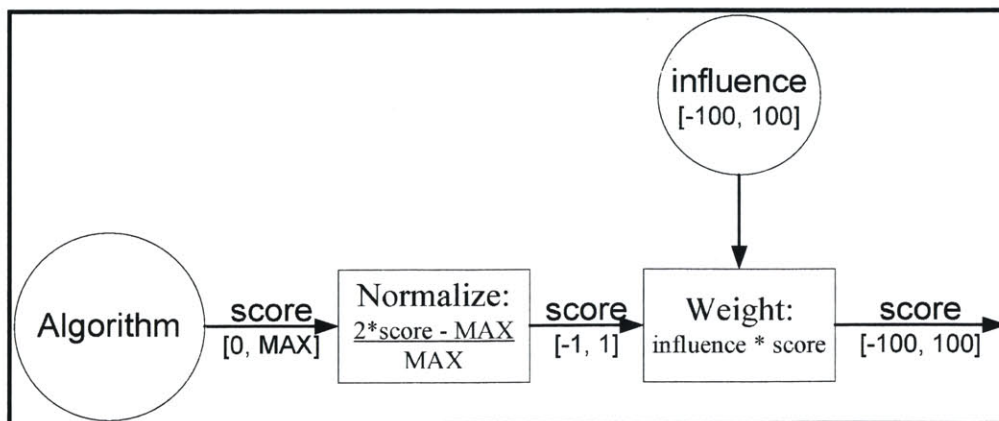 influence
[-100, 100]
Algorithm
score
[0, MAX]
Normalize:
2*score - MAX
MAX
score
[-1, 1]
Weight:
influence * score
score
[-100, 100]